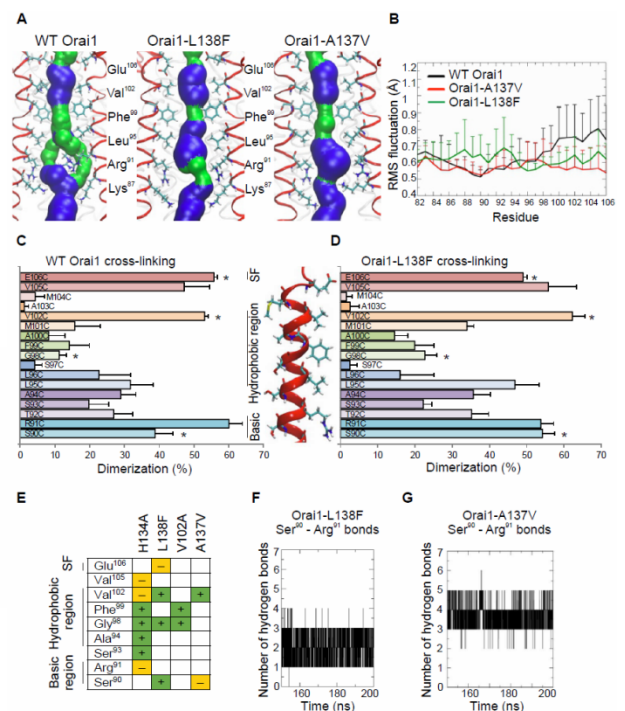 A
WT Orai1
Orai1-L138F
Orai1-A137V
Glu106
Val102
Phe99
Leu95
Arg91
Lys87
Glu106
Val102
Phe99
Leu95
Arg91
Lys87
B
RMS fluctuation (Å)
1.2
1.1
1.0
0.9
0.8
0.7
0.6
0.5
0.4
WT Orai1
Orai1-A137V
Orai1-L138F
82 84 86 88 90 92 94 96 98 100 102 104 106
Residue
C
WT Orai1 cross-linking
E106C
*
V105C
M104C
A103C
V102C
*
M101C
A100C
F99C
G98C
*
S97C
L96C
L95C
A94C
S93C
T92C
R91C
S90C
*
0 10 20 30 40 50 60 70
Dimerization (%)
SF
Hydrophobic region
Basic
D
Orai1-L138F cross-linking
E106C
*
V105C
M104C
A103C
V102C
*
M101C
A100C
F99C
G98C
*
S97C
L96C
L95C
A94C
S93C
T92C
R91C
S90C
*
0 10 20 30 40 50 60 70
Dimerization (%)
E
H134A
L138F
V102A
A137V
SF
Hydrophobic region
Basic region
Glu106 –
Val105 –
Val102 – + +
Phe99 + +
Gly98 + + +
Ala94 +
Ser93 +
Arg91 –
Ser90 + –
F
Orai1-L138F
Ser90 - Arg91 bonds
Number of hydrogen bonds
7
6
5
4
3
2
1
0
160 180 200
Time (ns)
G
Orai1-A137V
Ser90 - Arg91 bonds
Number of hydrogen bonds
7
6
5
4
3
2
1
0
160 180 200
Time (ns)